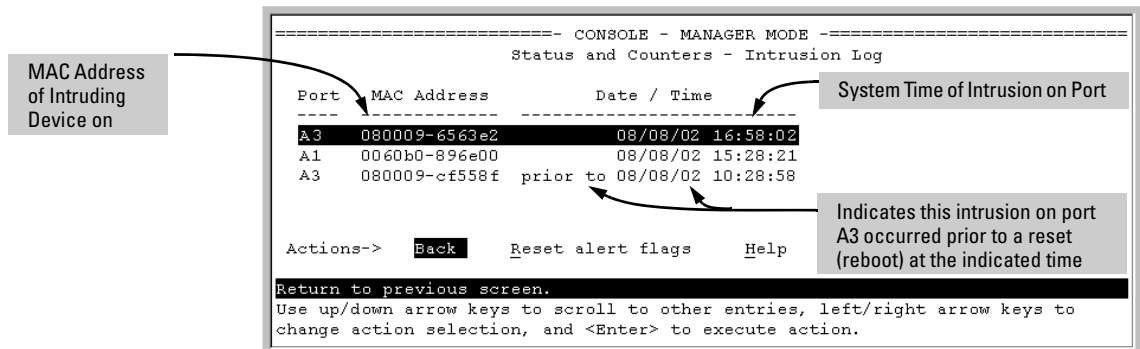 ==========================- CONSOLE - MANAGER MODE -============================
Status and Counters - Intrusion Log
MAC Address
of Intruding
Device on
System Time of Intrusion on Port
Port MAC Address Date / Time
---- ------------- --------------------------
A3 080009-6563e2 08/08/02 16:58:02
A1 0060b0-896e00 08/08/02 15:28:21
A3 080009-cf558f prior to 08/08/02 10:28:58
Indicates this intrusion on port
A3 occurred prior to a reset
(reboot) at the indicated time
Actions-> Back Reset alert flags Help
Return to previous screen.
Use up/down arrow keys to scroll to other entries, left/right arrow keys to
change action selection, and <Enter> to execute action.